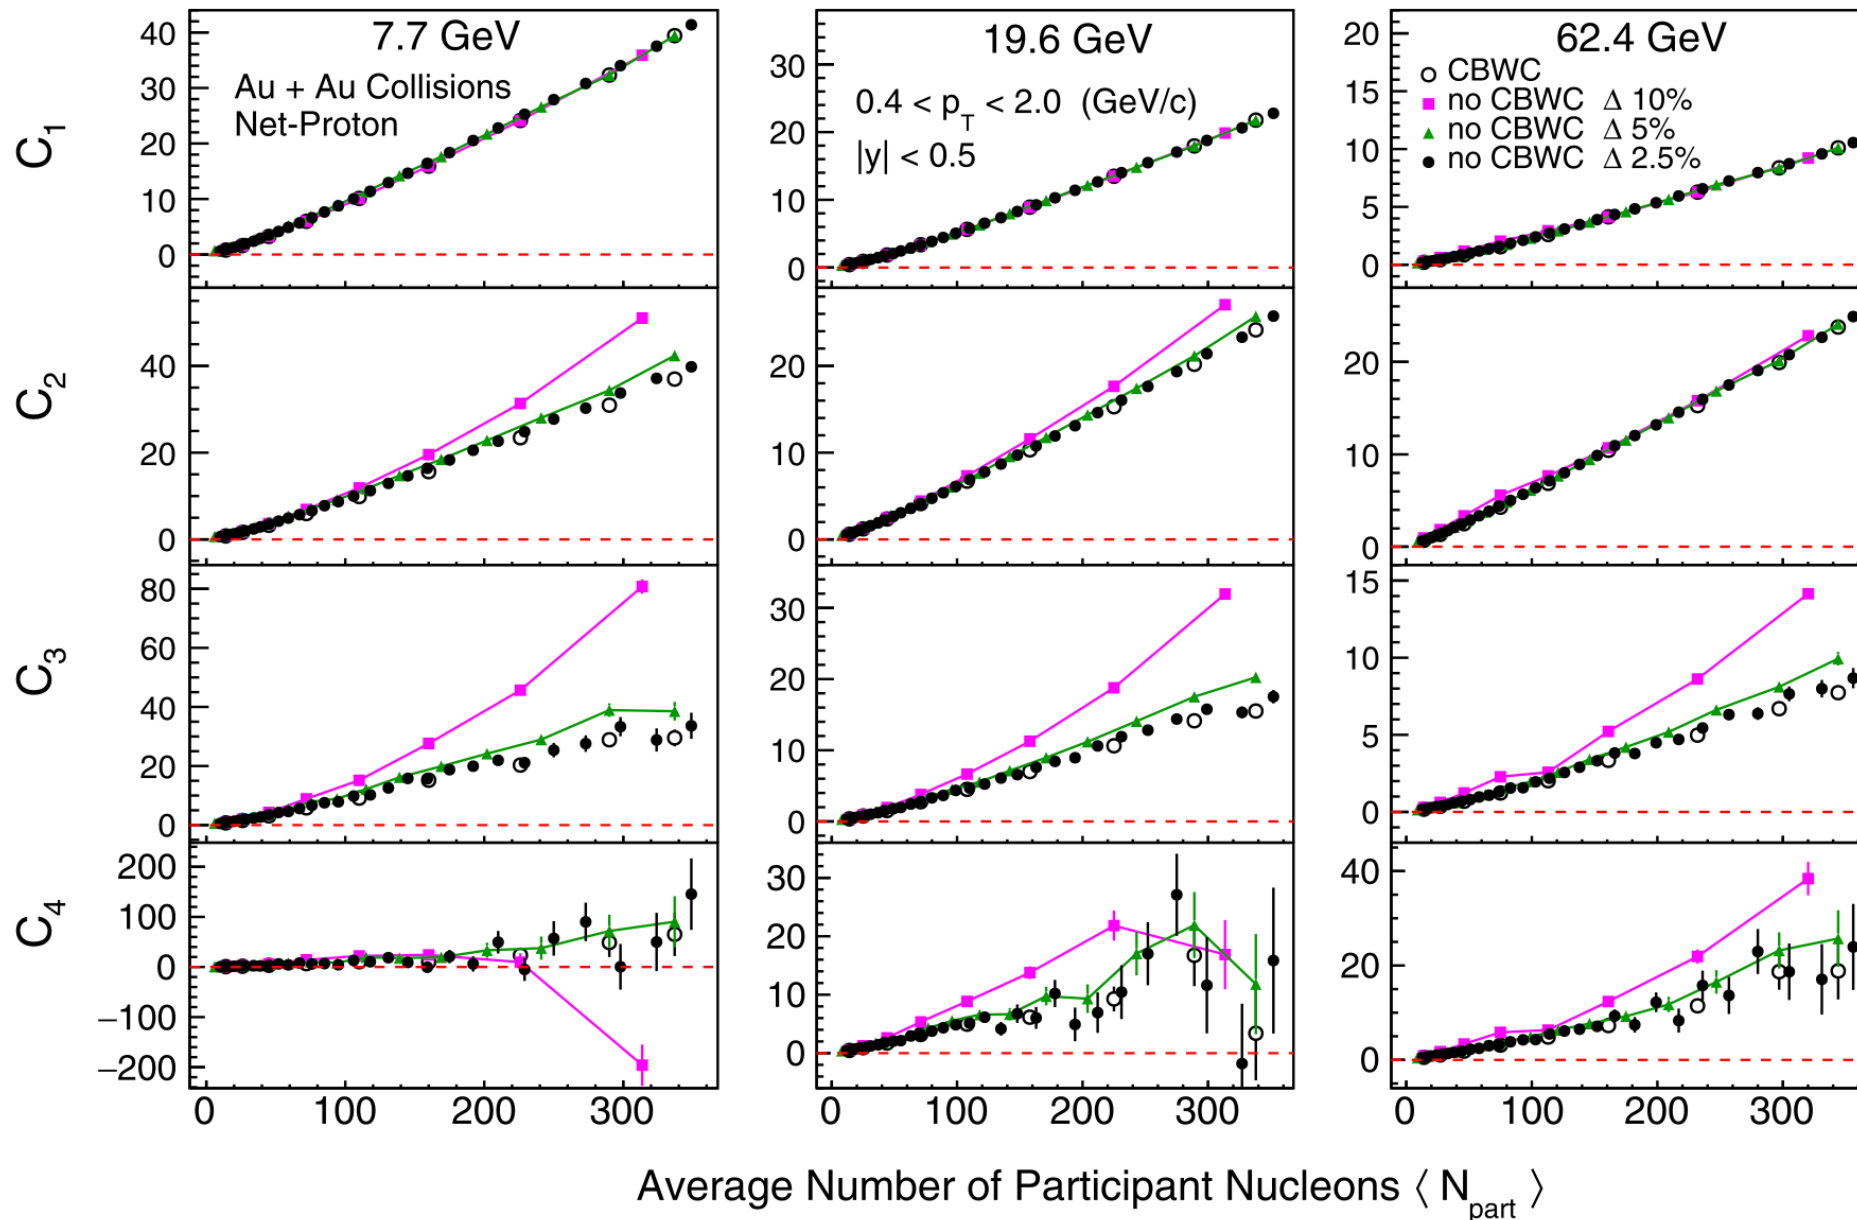 7.7 GeV
19.6 GeV
62.4 GeV
Au + Au Collisions
Net-Proton
0.4 < p_T < 2.0 (GeV/c)
|y| < 0.5
CBWC
no CBWC Δ 10%
no CBWC Δ 5%
no CBWC Δ 2.5%
C_1
40
30
20
10
0
30
20
10
0
20
15
10
5
0
C_2
40
20
0
20
10
0
20
10
0
C_3
80
60
40
20
0
30
20
10
0
15
10
5
0
C_4
200
100
0
−100
−200
30
20
10
0
40
20
0
0 100 200 300
0 100 200 300
0 100 200 300
Average Number of Participant Nucleons ⟨ N_part ⟩